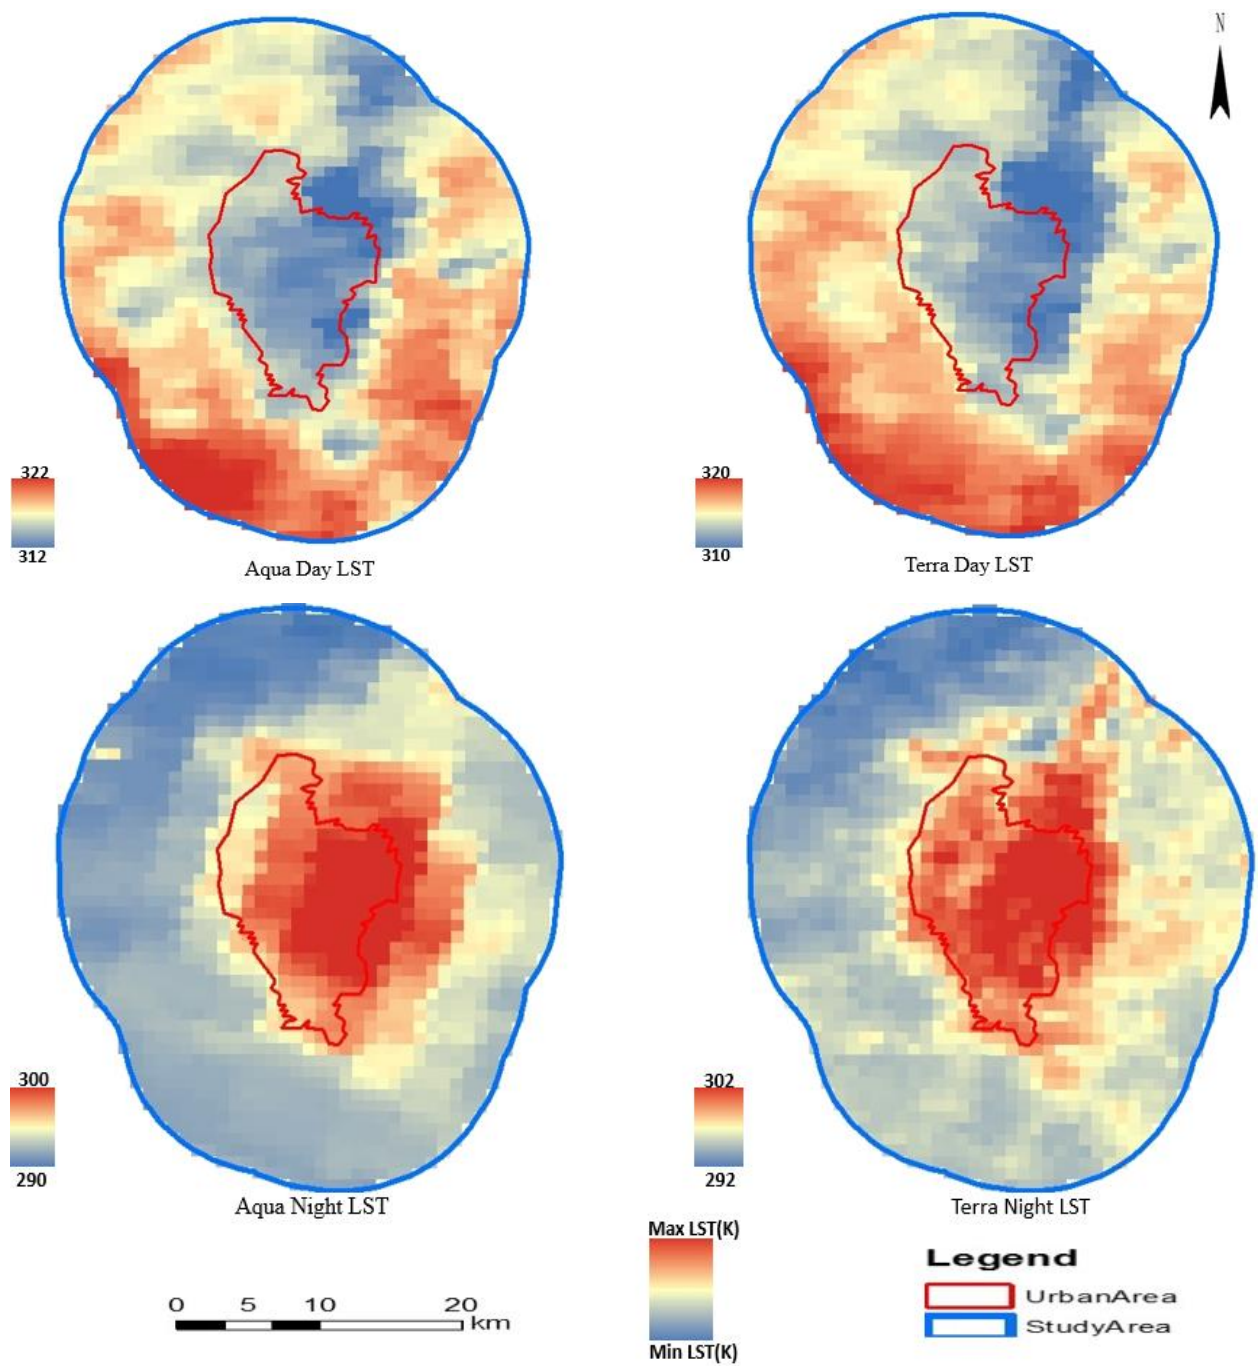 N
322
312
Aqua Day LST
320
310
Terra Day LST
300
290
Aqua Night LST
302
292
Terra Night LST
Max LST(K)
Min LST(K)
0 5 10 20
km
Legend
UrbanArea
StudyArea